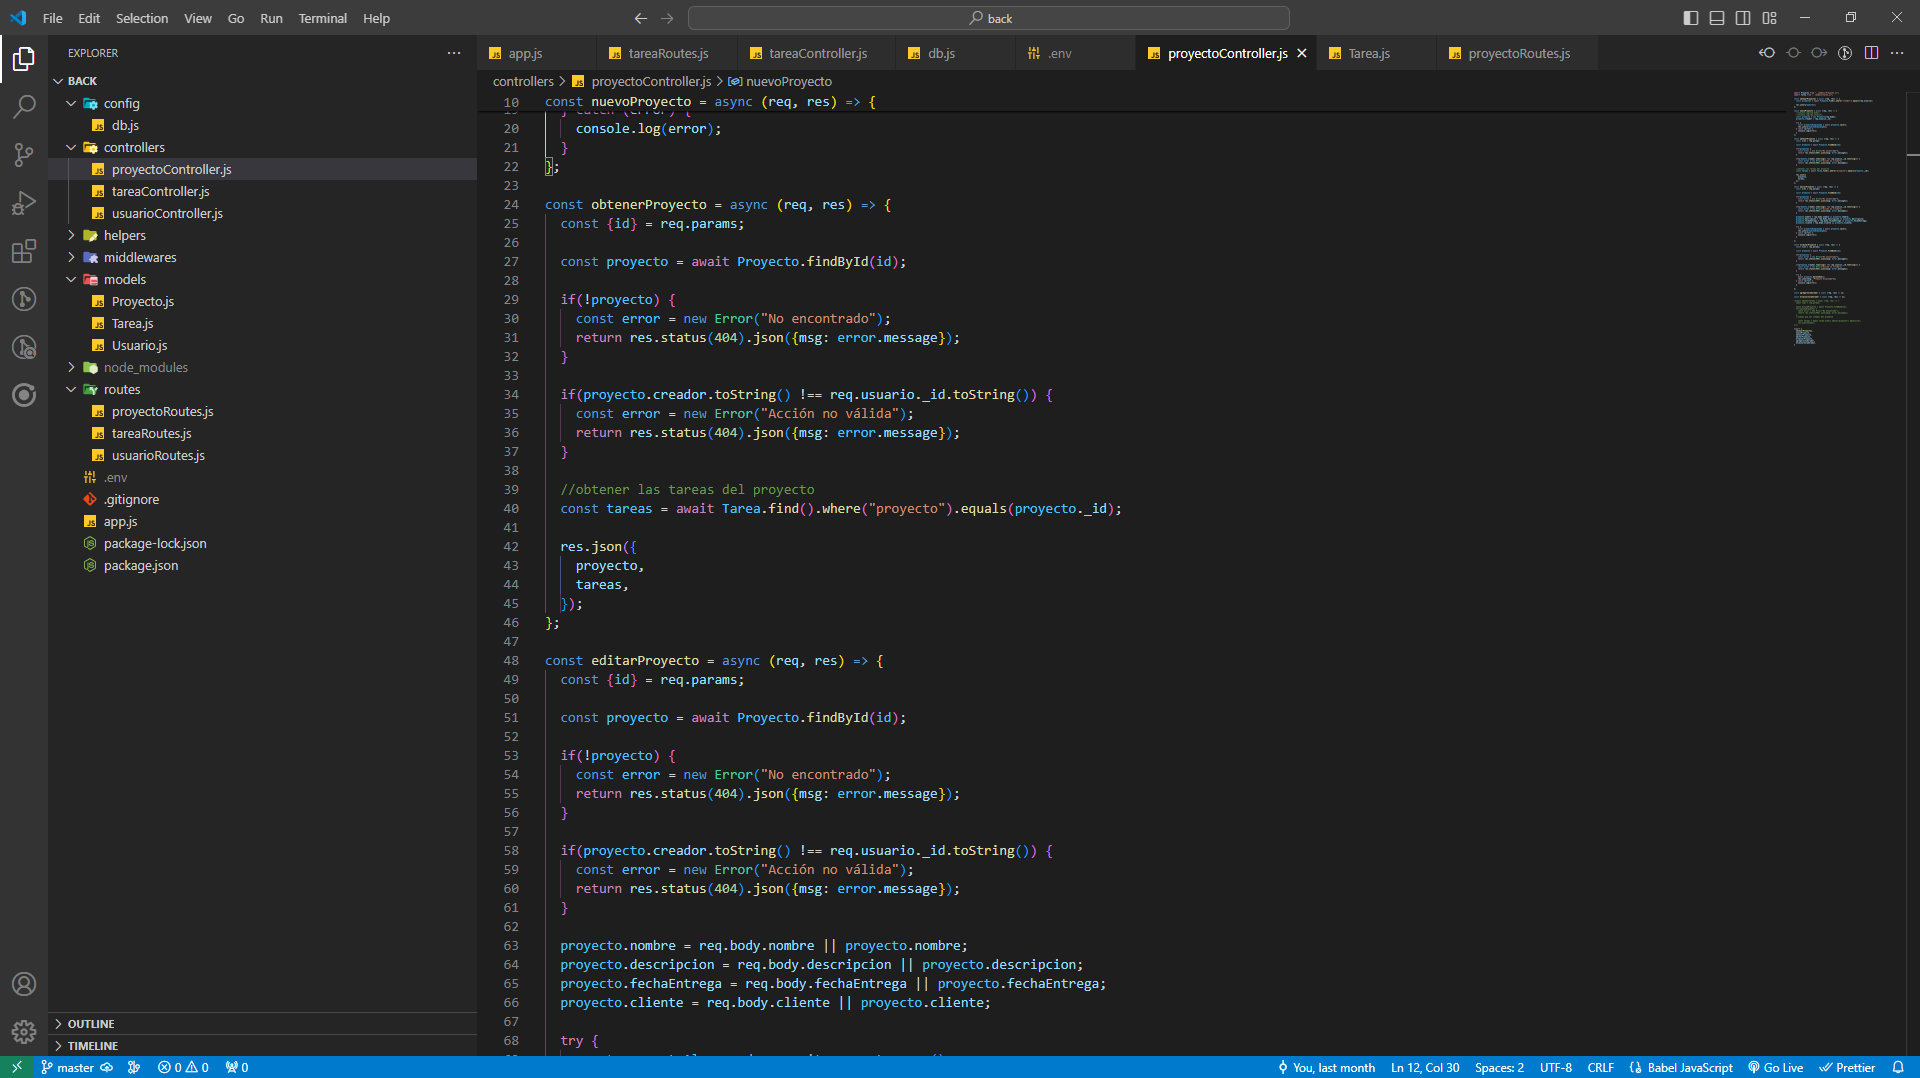 File Edit Selection View Go Run Terminal Help
back
EXPLORER
BACK
config
db.js
controllers
proyectoController.js
tareaController.js
usuarioController.js
helpers
middlewares
models
Proyecto.js
Tarea.js
Usuario.js
node_modules
routes
proyectoRoutes.js
tareaRoutes.js
usuarioRoutes.js
.env
.gitignore
app.js
package-lock.json
package.json
OUTLINE
TIMELINE
app.js tareaRoutes.js tareaController.js db.js .env proyectoController.js Tarea.js proyectoRoutes.js
controllers > proyectoController.js > nuevoProyecto
10 const nuevoProyecto = async (req, res) => {
20 console.log(error);
21 }
22 };
23
24 const obtenerProyecto = async (req, res) => {
25 const {id} = req.params;
26
27 const proyecto = await Proyecto.findById(id);
28
29 if(!proyecto) {
30 const error = new Error("No encontrado");
31 return res.status(404).json({msg: error.message});
32 }
33
34 if(proyecto.creador.toString() !== req.usuario._id.toString()) {
35 const error = new Error("Acción no válida");
36 return res.status(404).json({msg: error.message});
37 }
38
39 //obtener las tareas del proyecto
40 const tareas = await Tarea.find().where("proyecto").equals(proyecto._id);
41
42 res.json({
43 proyecto,
44 tareas,
45 });
46 };
47
48 const editarProyecto = async (req, res) => {
49 const {id} = req.params;
50
51 const proyecto = await Proyecto.findById(id);
52
53 if(!proyecto) {
54 const error = new Error("No encontrado");
55 return res.status(404).json({msg: error.message});
56 }
57
58 if(proyecto.creador.toString() !== req.usuario._id.toString()) {
59 const error = new Error("Acción no válida");
60 return res.status(404).json({msg: error.message});
61 }
62
63 proyecto.nombre = req.body.nombre || proyecto.nombre;
64 proyecto.descripcion = req.body.descripcion || proyecto.descripcion;
65 proyecto.fechaEntrega = req.body.fechaEntrega || proyecto.fechaEntrega;
66 proyecto.cliente = req.body.cliente || proyecto.cliente;
67
68 try {
master 0 0 0 You, last month Ln 12, Col 30 Spaces: 2 UTF-8 CRLF Babel JavaScript Go Live Prettier